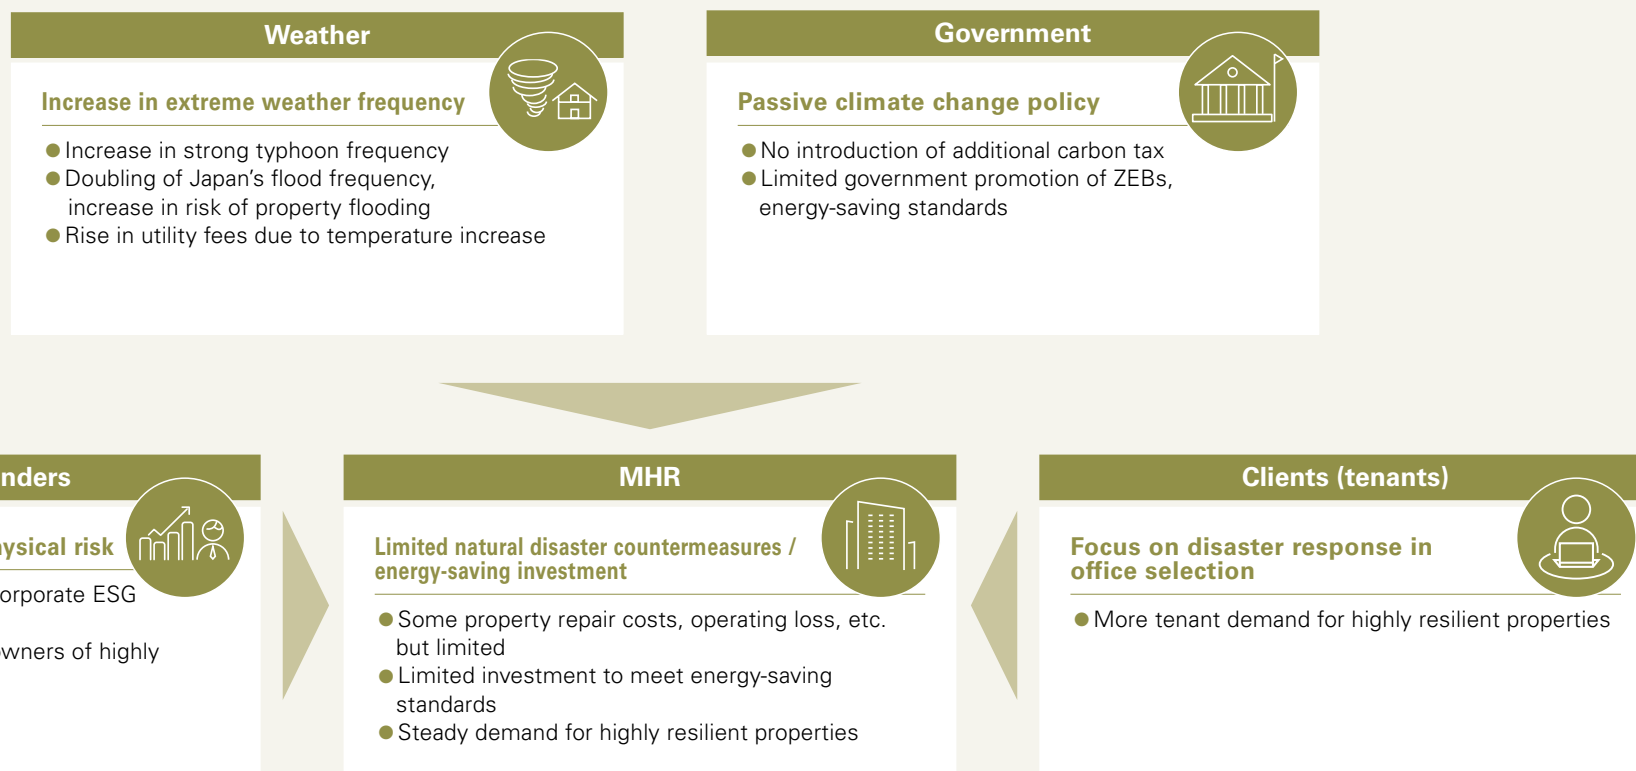 Weather
Increase in extreme weather frequency
● Increase in strong typhoon frequency
● Doubling of Japan’s flood frequency,
increase in risk of property flooding
● Rise in utility fees due to temperature increase
Government
Passive climate change policy
● No introduction of additional carbon tax
● Limited government promotion of ZEBs,
energy-saving standards
nders
ysical risk
orporate ESG
owners of highly
MHR
Limited natural disaster countermeasures /
energy-saving investment
● Some property repair costs, operating loss, etc.
but limited
● Limited investment to meet energy-saving
standards
● Steady demand for highly resilient properties
Clients (tenants)
Focus on disaster response in
office selection
● More tenant demand for highly resilient properties